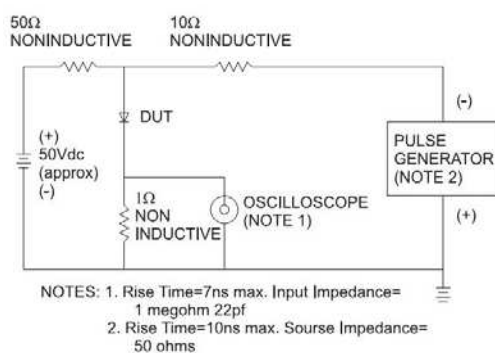 50Ω
NONINDUCTIVE
10Ω
NONINDUCTIVE
DUT
(+)
50Vdc
(approx)
(-)
1Ω
NON
INDUCTIVE
OSCILLOSCOPE
(NOTE 1)
(-)
PULSE
GENERATOR
(NOTE 2)
(+)
NOTES: 1. Rise Time=7ns max. Input Impedance=
1 megohm 22pf
2. Rise Time=10ns max. Sourse Impedance=
50 ohms